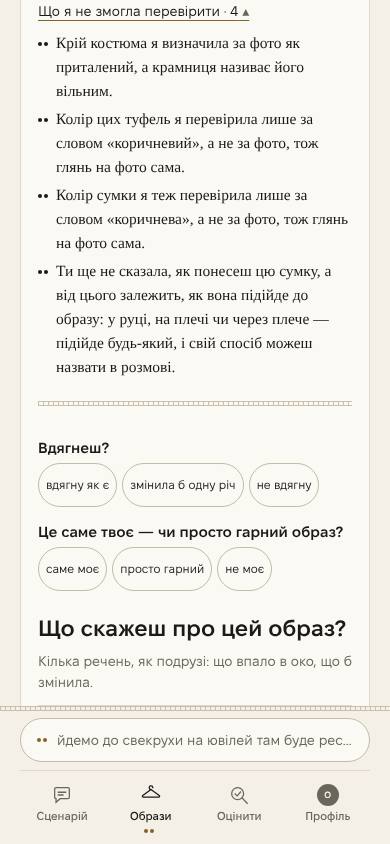 Що я не змогла перевірити · 4 ▴
•• Крій костюма я визначила за фото як
приталений, а крамниця називає його
вільним.
•• Колір цих туфель я перевірила лише за
словом «коричневий», а не за фото, тож
глянь на фото сама.
•• Колір сумки я теж перевірила лише за
словом «коричнева», а не за фото, тож глянь
на фото сама.
•• Ти ще не сказала, як понесеш цю сумку, а
від цього залежить, як вона підійде до
образу: у руці, на плечі чи через плече —
підійде будь-який, і свій спосіб можеш
назвати в розмові.
Вдягнеш?
вдягну як є змінила б одну річ не вдягну
Це саме твоє — чи просто гарний образ?
саме моє просто гарний не моє
Що скажеш про цей образ?
Кілька речень, як подрузі: що впало в око, що б
змінила.
•• йдемо до свекрухи на ювілей там буде рес...
О
Сценарій Образи Оцінити Профіль